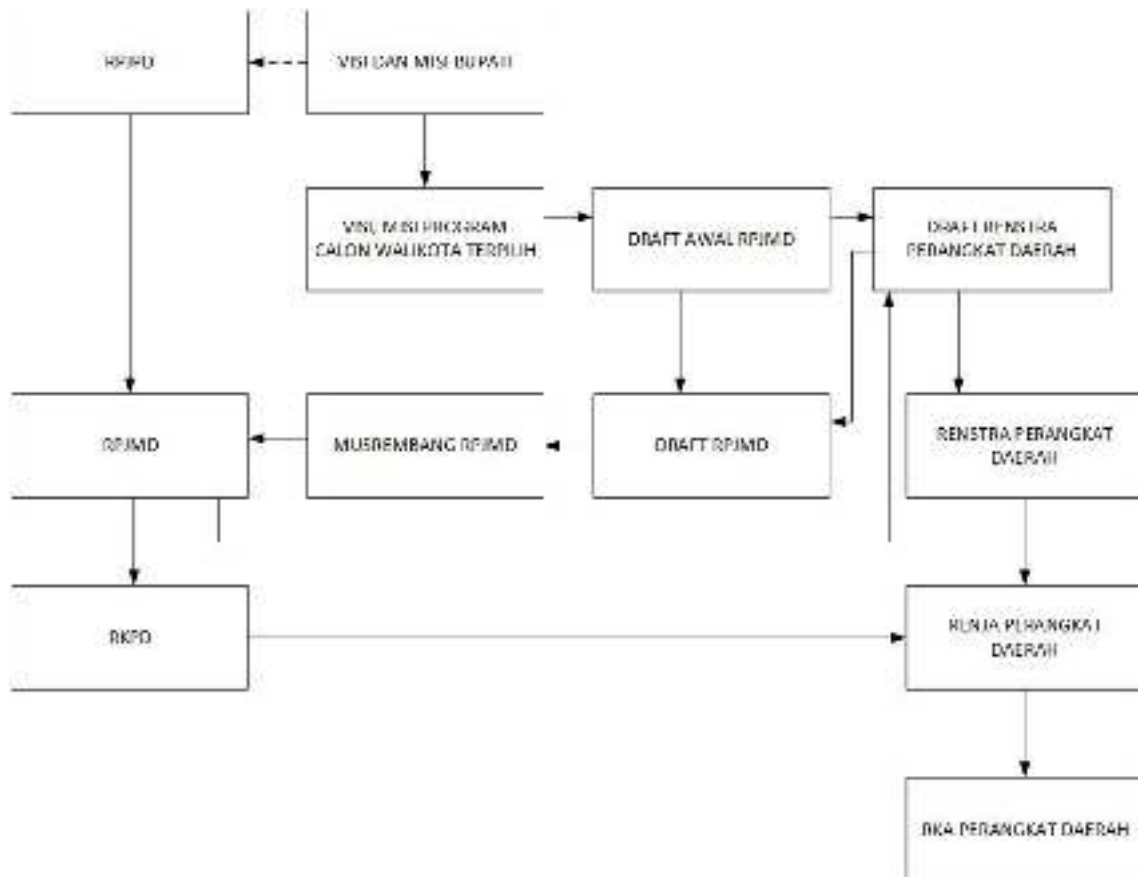 RPJPD
VISI DAN MISI BUPATI
VISI, MISI PROGRAM
CALON WALIKOTA TERPILIH
DRAFT AWAL RPJMD
DRAFT RENSTRA
PERANGKAT DAERAH
RPJMD
MUSREMBANG RPJMD
DRAFT RPJMD
RENSTRA PERANGKAT
DAERAH
RKPD
RENJA PERANGKAT
DAERAH
RKA PERANGKAT DAERAH